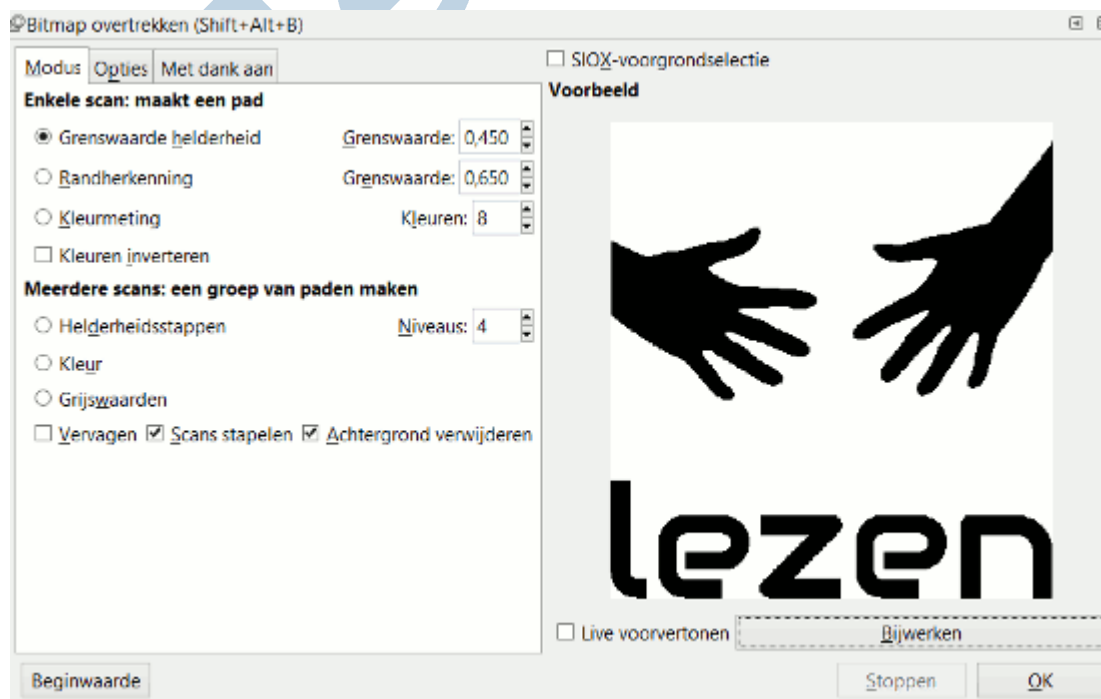 Bitmap overtrekken (Shift+Alt+B)
Modus Opties Met dank aan
Enkele scan: maakt een pad
Grenswaarde helderheid Grenswaarde: 0,450
Randherkenning Grenswaarde: 0,650
Kleurmeting Kleuren: 8
Kleuren inverteren
Meerdere scans: een groep van paden maken
Helderheidsstappen Niveaus: 4
Kleur
Grijswaarden
Vervagen Scans stapelen Achtergrond verwijderen
Beginwaarde
SIOX-voorgrondselectie
Voorbeeld
lezen
Live voorvertonen Bijwerken
Stoppen OK